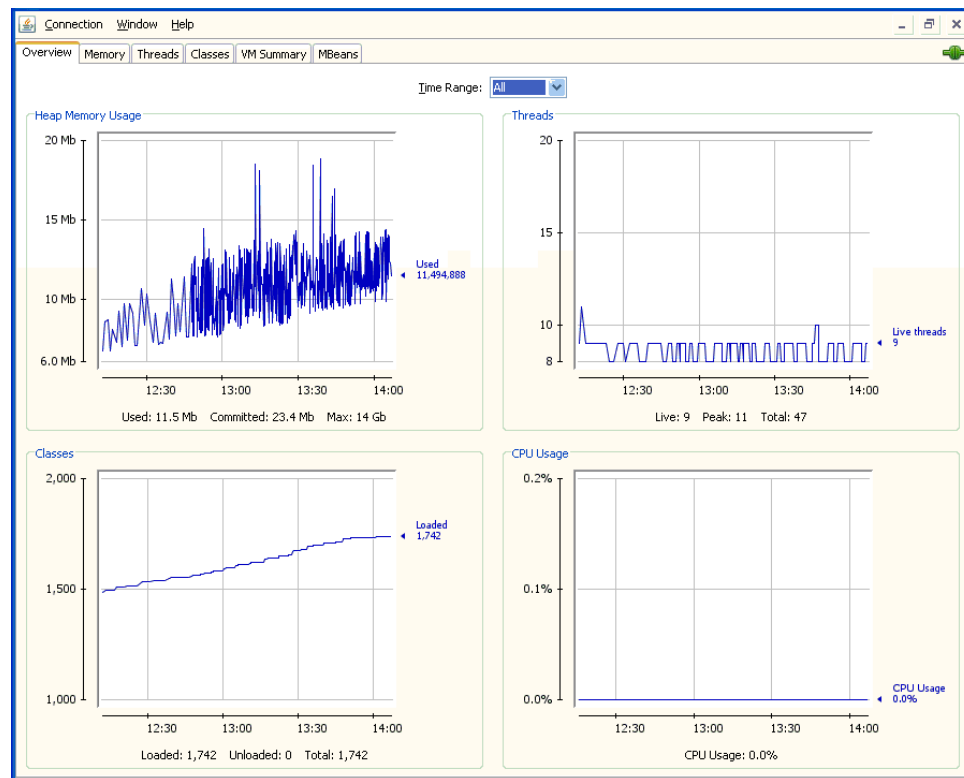 Connection Window Help
Overview Memory Threads Classes VM Summary MBeans
Time Range: All
Heap Memory Usage
20 Mb
15 Mb
10 Mb
6.0 Mb
Used
11,494,888
12:30 13:00 13:30 14:00
Used: 11.5 Mb Committed: 23.4 Mb Max: 14 Gb
Threads
20
15
10
8
Live threads
9
12:30 13:00 13:30 14:00
Live: 9 Peak: 11 Total: 47
Classes
2,000
1,500
1,000
Loaded
1,742
12:30 13:00 13:30 14:00
Loaded: 1,742 Unloaded: 0 Total: 1,742
CPU Usage
0.2%
0.1%
0.0%
CPU Usage
0.0%
12:30 13:00 13:30 14:00
CPU Usage: 0.0%